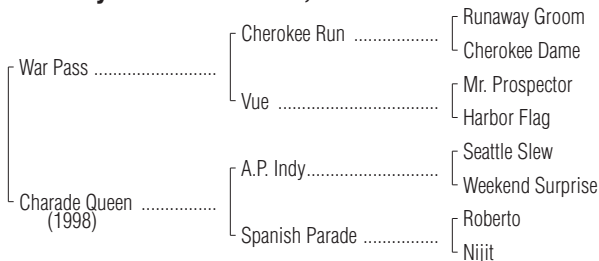 Runaway Groom
Cherokee Run ..................
Cherokee Dame
War Pass ..........................
Mr. Prospector
Vue ..................................
Harbor Flag
Seattle Slew
A.P. Indy............................
Weekend Surprise
Charade Queen ................
(1998)
Roberto
Spanish Parade ................
Nijit